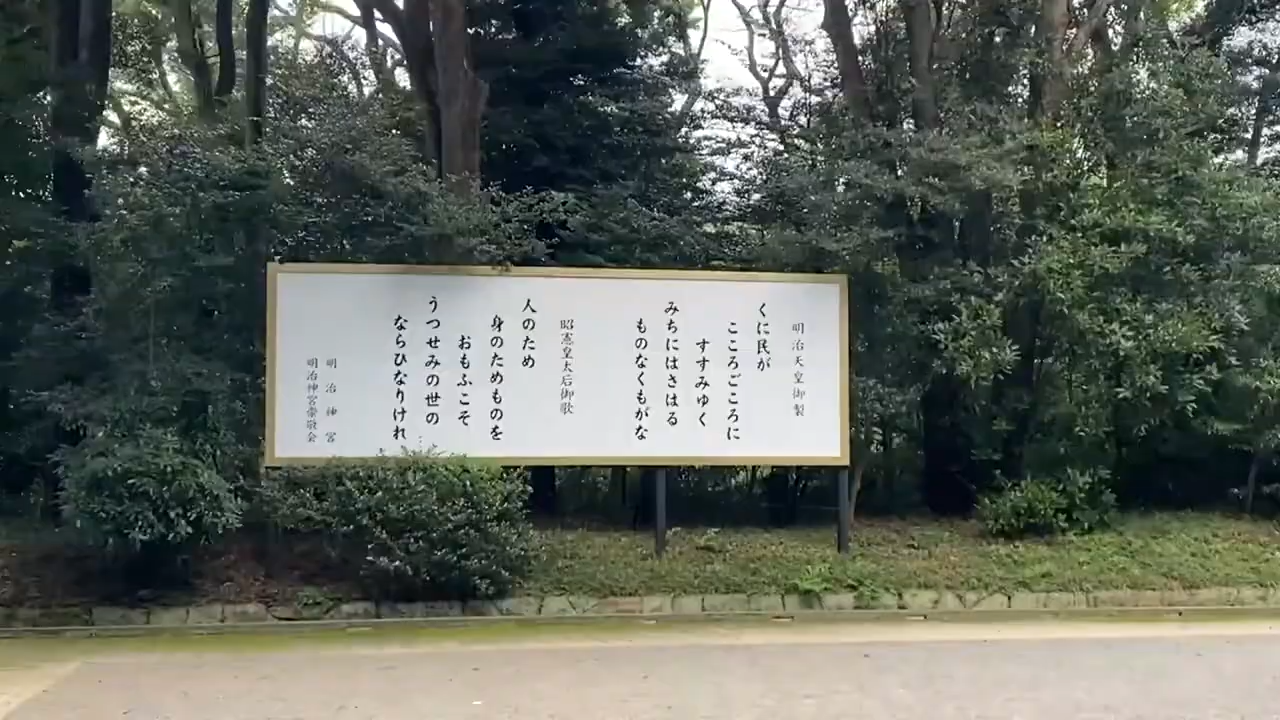 明治天皇御製
くに民が
こころごころに
すすみゆく
みちにはさはる
ものなくもがな
昭憲皇太后御歌
人のため
身のためものを
おもふこそ
うつせみの世の
ならひなりけれ
明治神宮
明治神宮崇敬会